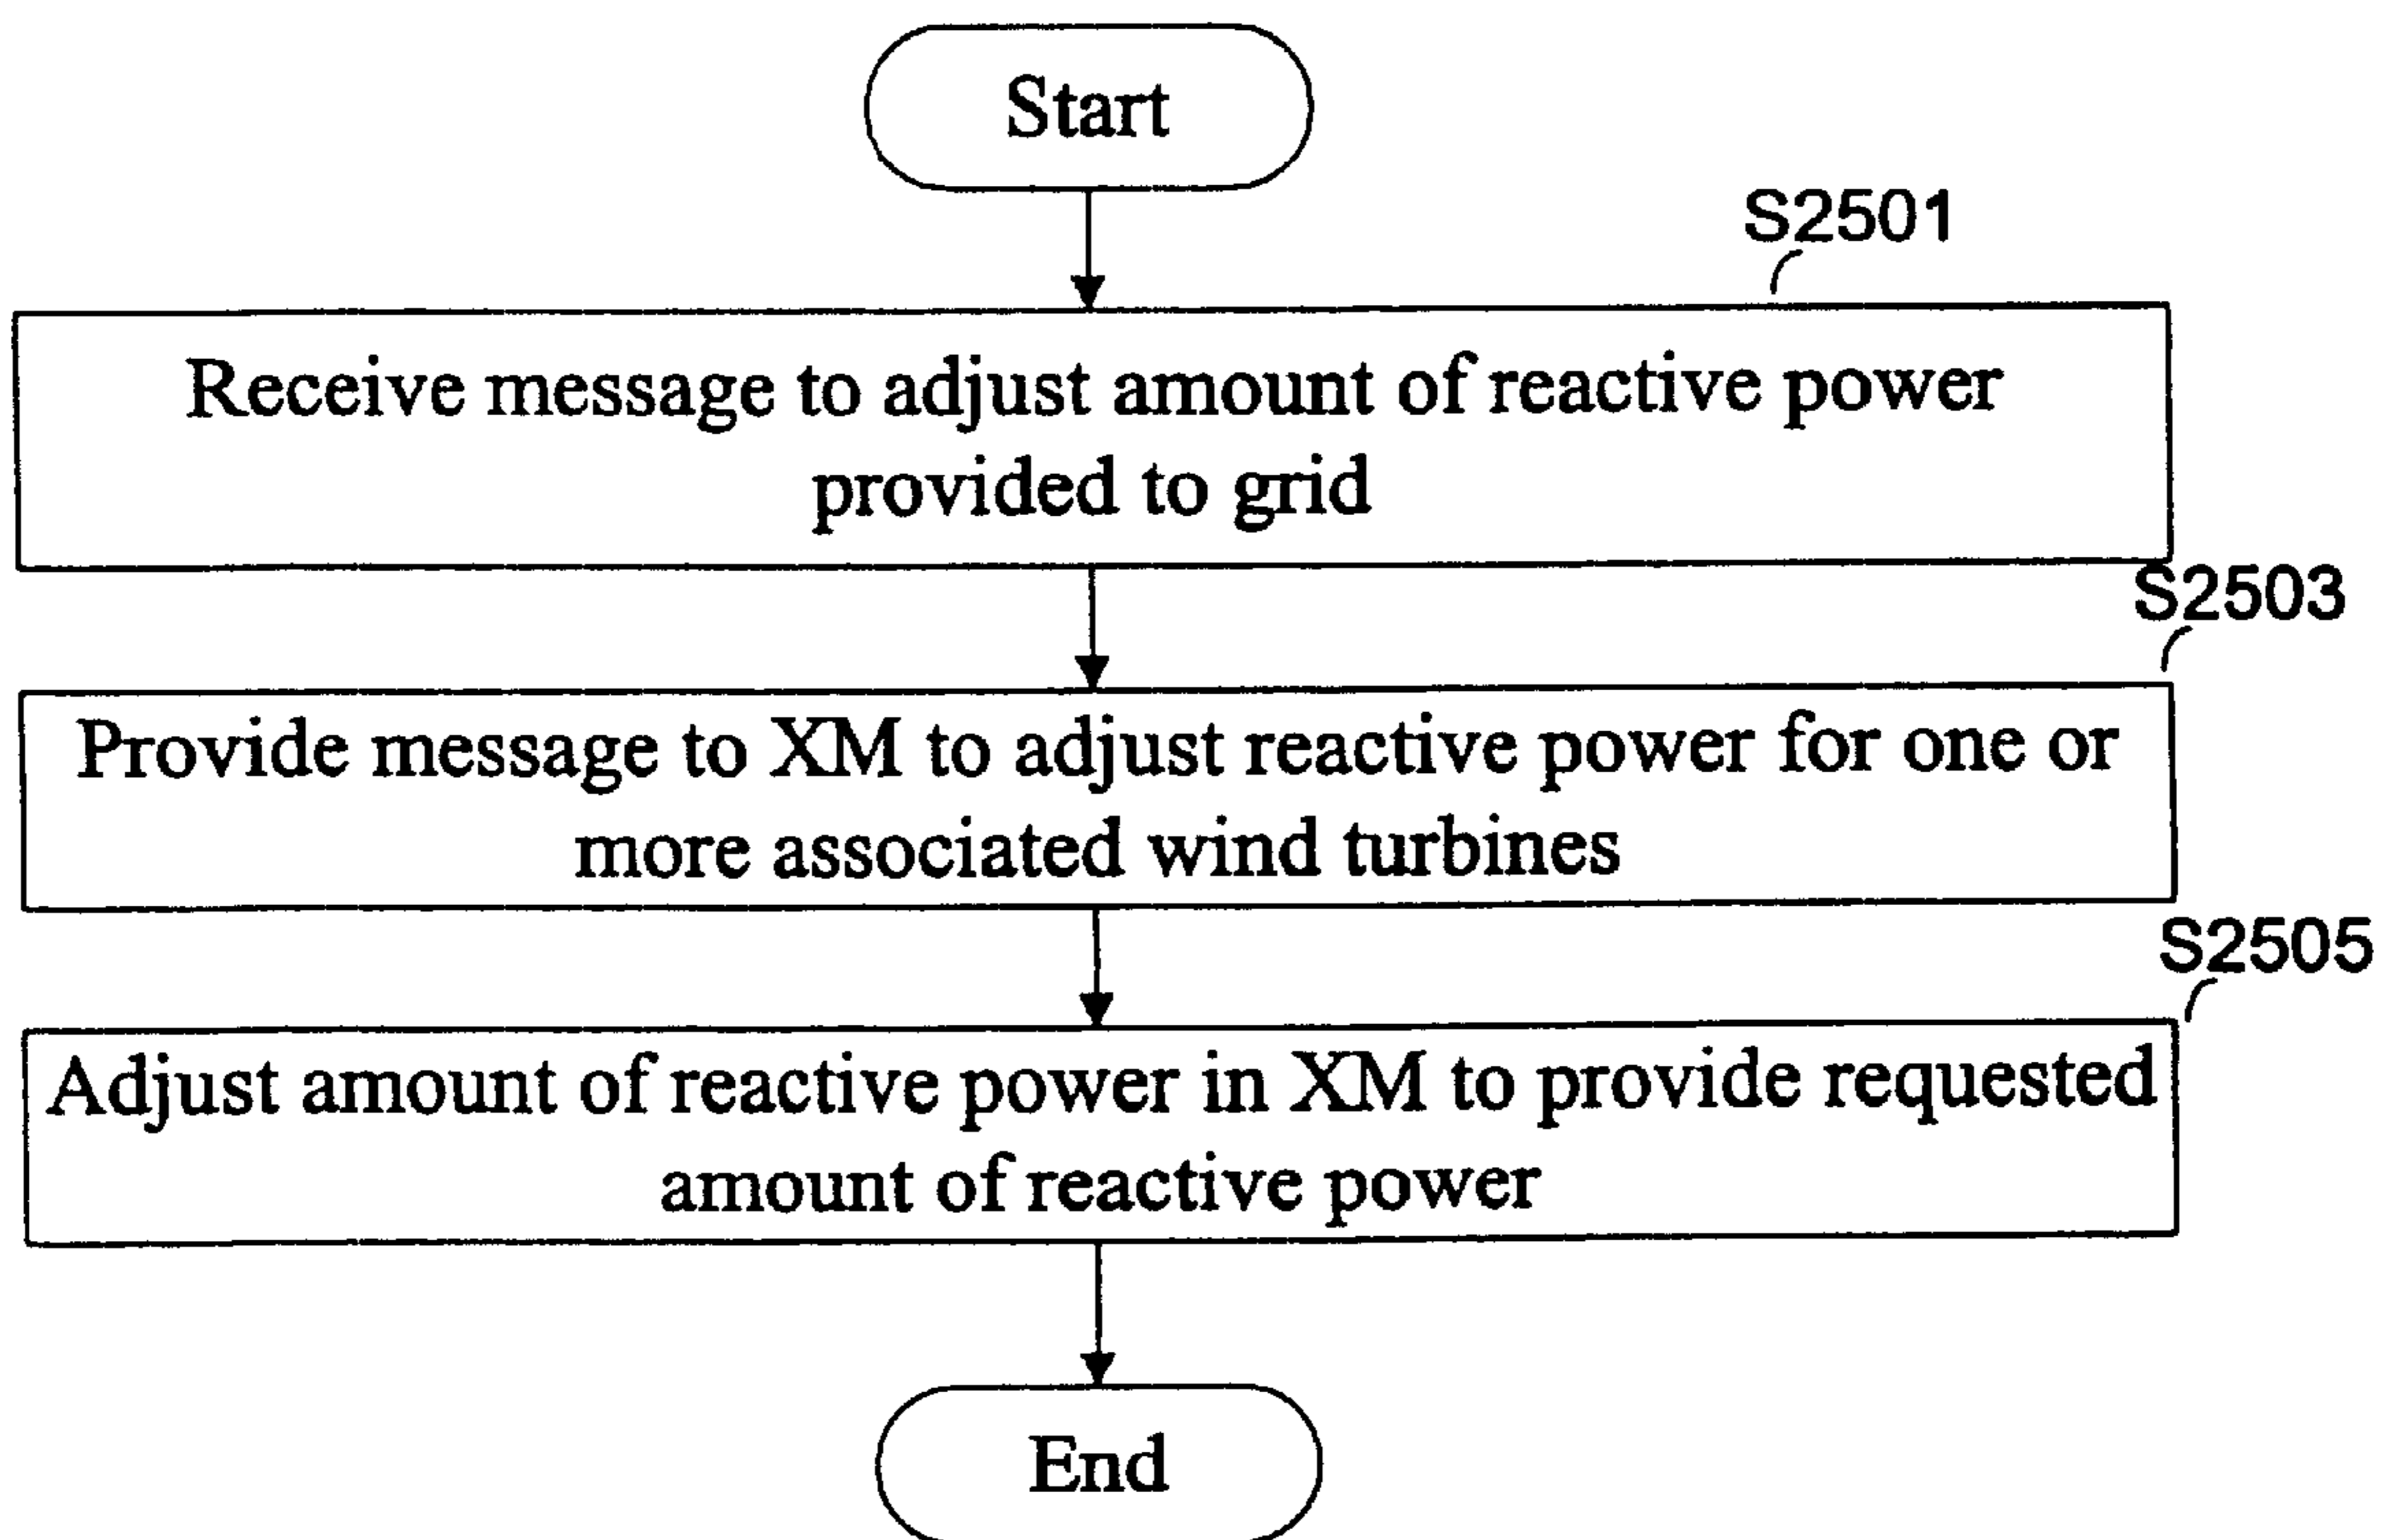 Start
S2501
Receive message to adjust amount of reactive power
provided to grid
S2503
Provide message to XM to adjust reactive power for one or
more associated wind turbines
S2505
Adjust amount of reactive power in XM to provide requested
amount of reactive power
End